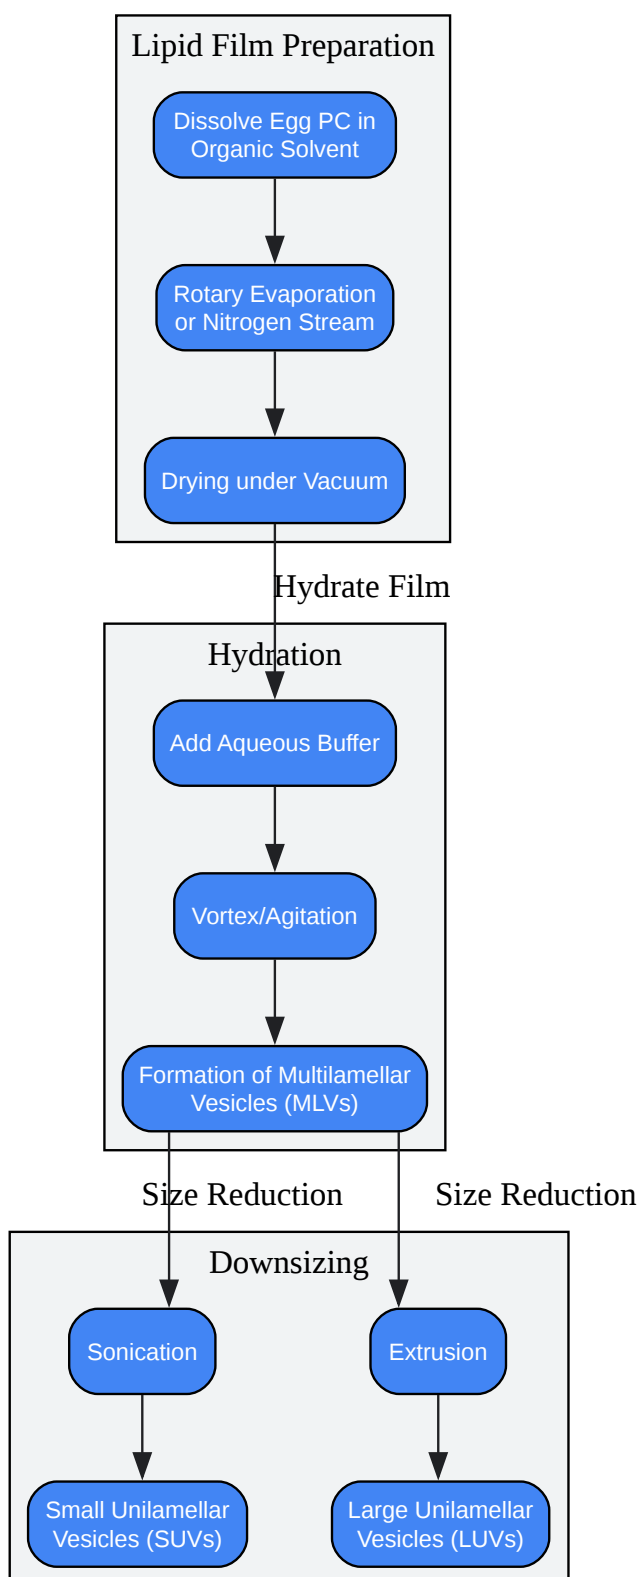 Lipid Film Preparation
Dissolve Egg PC in
Organic Solvent
Rotary Evaporation
or Nitrogen Stream
Drying under Vacuum
Hydrate Film
Hydration
Add Aqueous Buffer
Vortex/Agitation
Formation of Multilamellar
Vesicles (MLVs)
Size Reduction
Size Reduction
Downsizing
Sonication
Extrusion
Small Unilamellar
Vesicles (SUVs)
Large Unilamellar
Vesicles (LUVs)